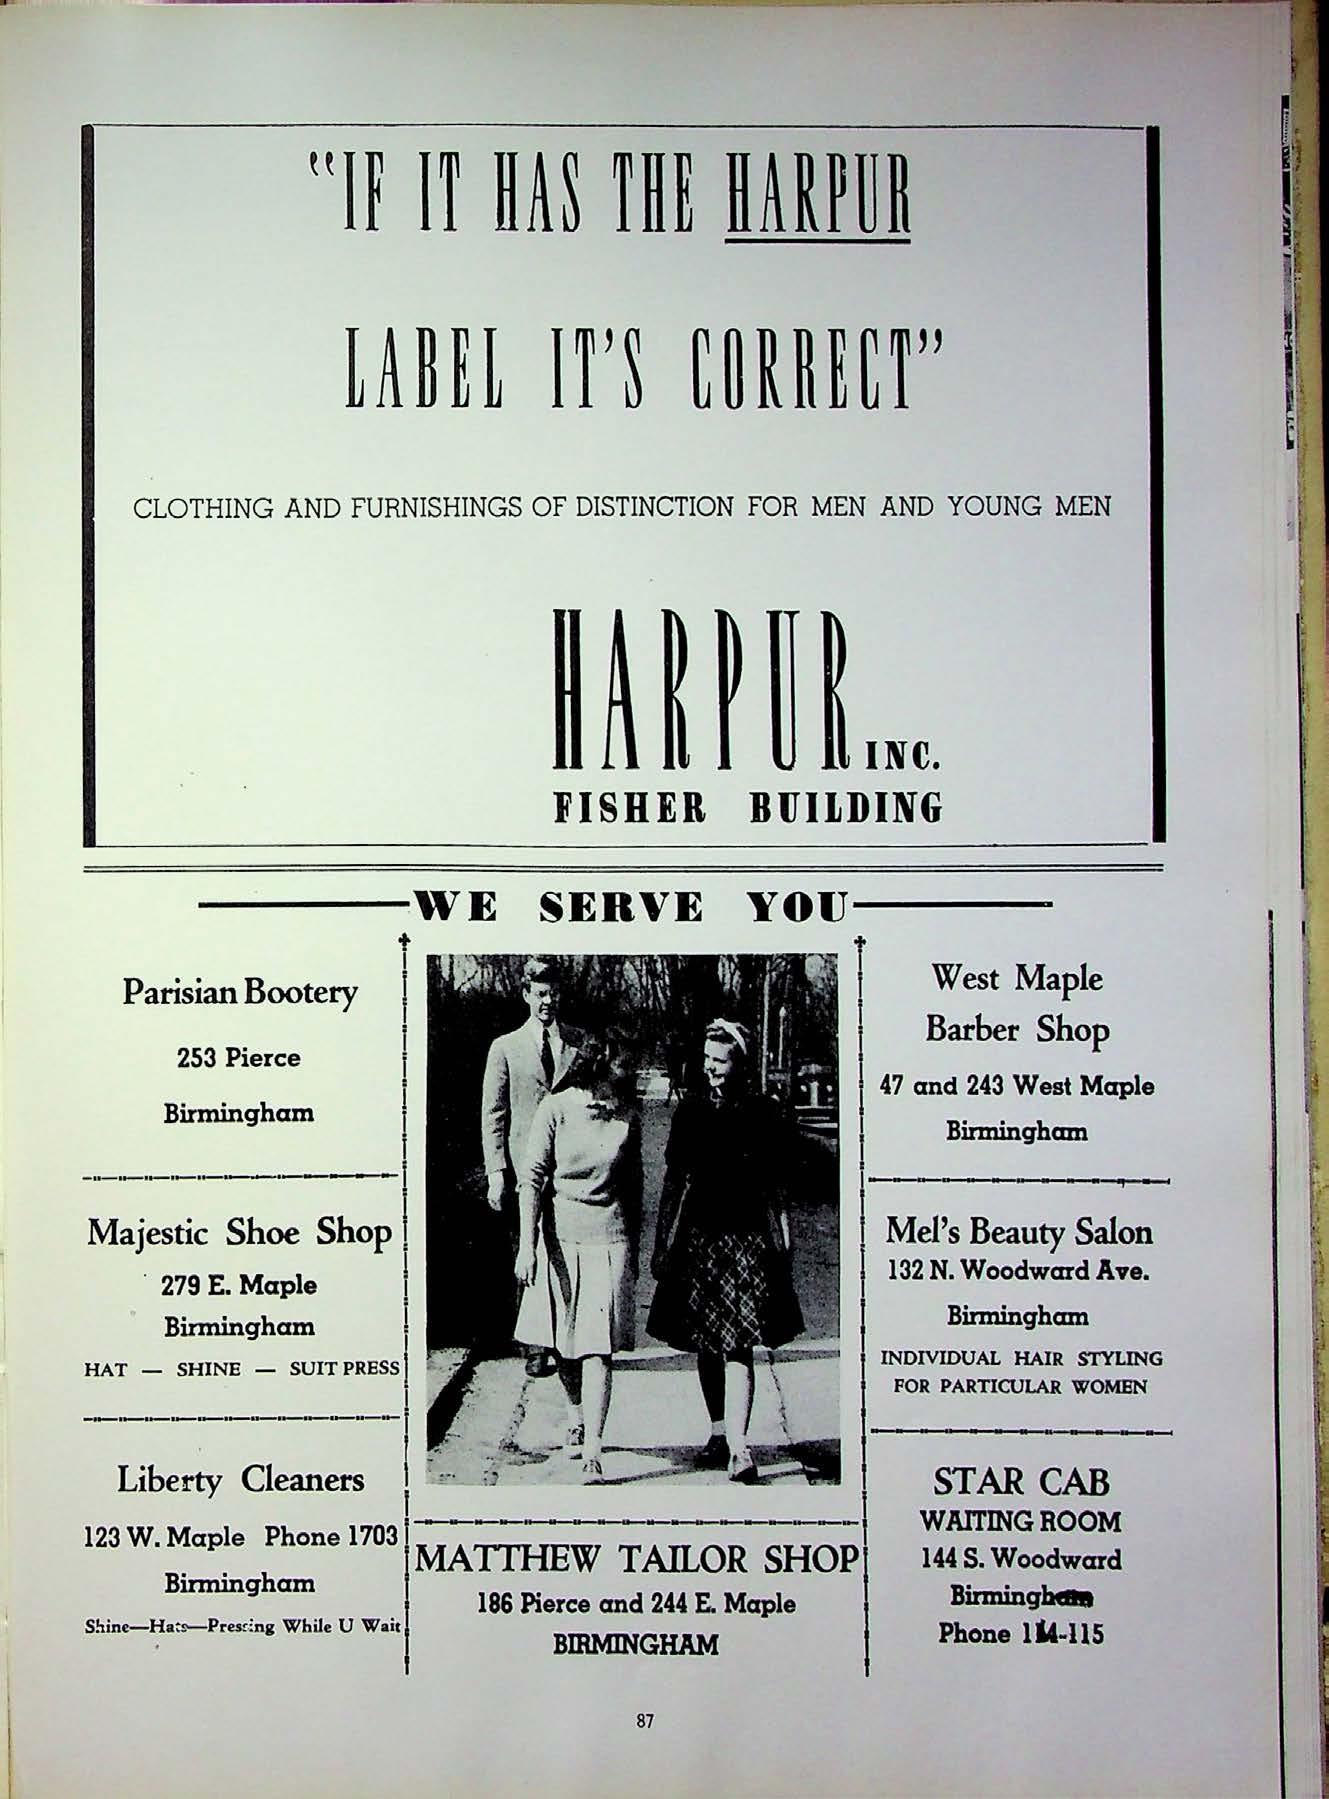 “IF IT HAS THE HARPUR
LABEL IT’S CORRECT”
CLOTHING AND FURNISHINGS OF DISTINCTION FOR MEN AND YOUNG MEN
HARPUR INC.
FISHER BUILDING
WE SERVE YOU
Parisian Bootery
253 Pierce
Birmingham
Majestic Shoe Shop
279 E. Maple
Birmingham
HAT — SHINE — SUIT PRESS
Liberty Cleaners
123 W. Maple Phone 1703
Birmingham
Shine—Hats—Pressing While U Wait
MATTHEW TAILOR SHOP
186 Pierce and 244 E. Maple
BIRMINGHAM
West Maple
Barber Shop
47 and 243 West Maple
Birmingham
Mel’s Beauty Salon
132 N. Woodward Ave.
Birmingham
INDIVIDUAL HAIR STYLING
FOR PARTICULAR WOMEN
STAR CAB
WAITING ROOM
144 S. Woodward
Birmingham
Phone 114-115
87